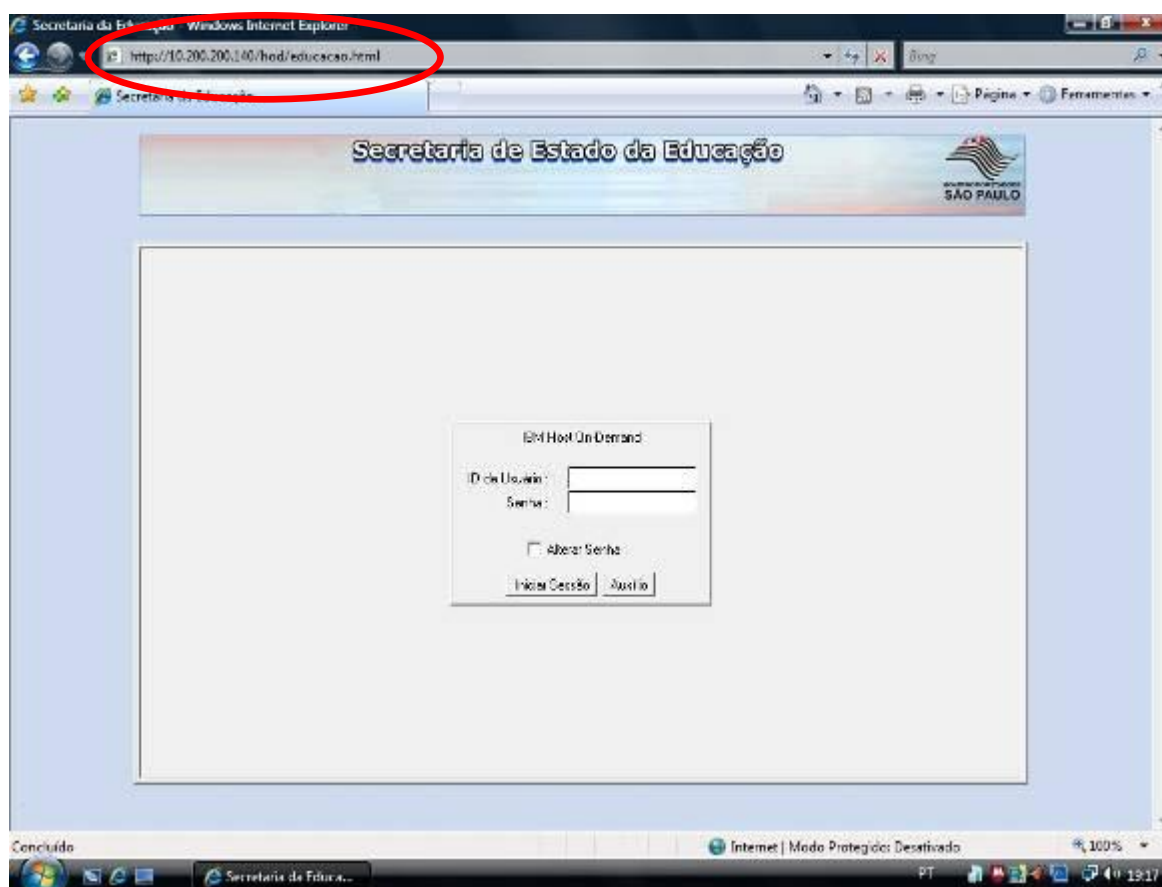 Secretaria da Educação - Windows Internet Explorer
http://10.200.200.140/hod/educacao.html
Bing
Secretaria da Educação
Página
Ferramentas
Secretaria de Estado da Educação
SÃO PAULO
IBM Host On-Demand
ID de Usuário :
Senha :
Alterar Senha
Iniciar Sessão
Auxílio
Concluído
Internet | Modo Protegido: Desativado
100%
Secretaria da Educa...
PT
19:17